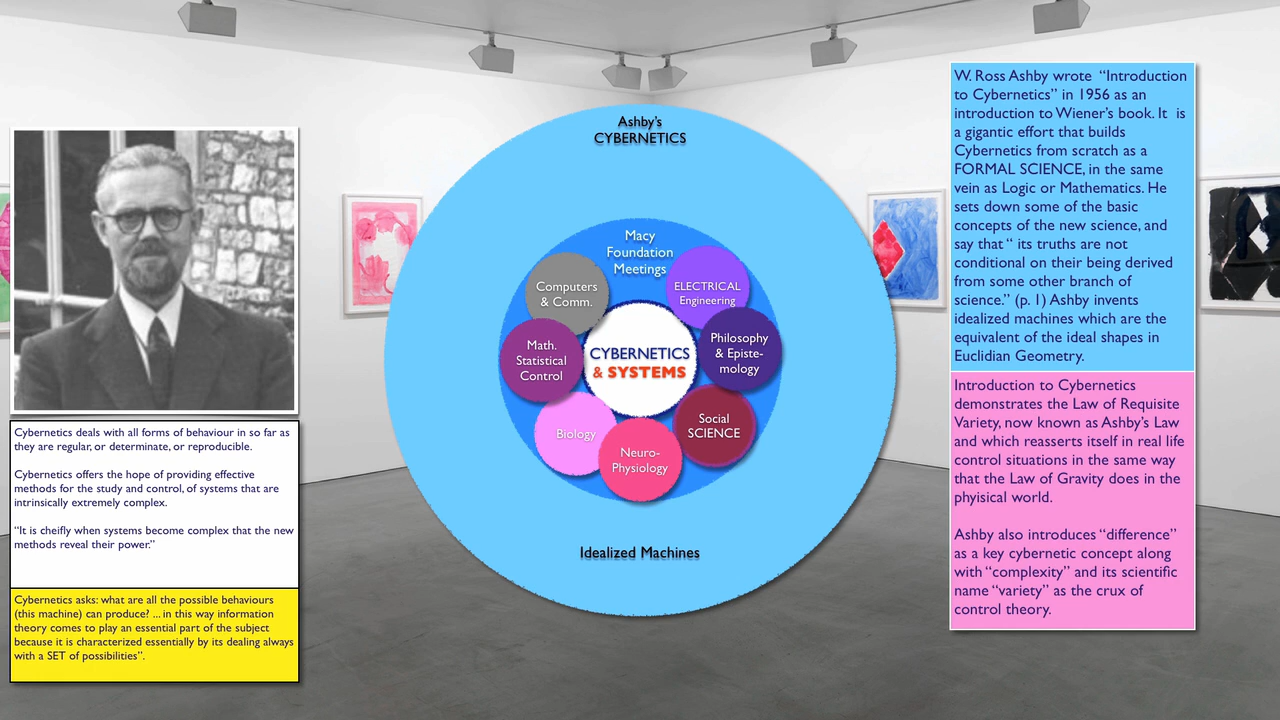 Cybernetics deals with all forms of behaviour in so far as
they are regular, or determinate, or reproducible.
Cybernetics offers the hope of providing effective
methods for the study and control, of systems that are
intrinsically extremely complex.
“It is cheifly when systems become complex that the new
methods reveal their power.”
Cybernetics asks: what are all the possible behaviours
(this machine) can produce? ... in this way information
theory comes to play an essential part of the subject
because it is characterized essentially by its dealing always
with a SET of possibilities”.
Ashby's
CYBERNETICS
Macy
Foundation
Meetings
Computers
& Comm.
ELECTRICAL
Engineering
Math.
Statistical
Control
CYBERNETICS
& SYSTEMS
Philosophy
& Episte-
mology
Biology
Social
SCIENCE
Neuro-
Physiology
Idealized Machines
W. Ross Ashby wrote “Introduction
to Cybernetics” in 1956 as an
introduction to Wiener's book. It is
a gigantic effort that builds
Cybernetics from scratch as a
FORMAL SCIENCE, in the same
vein as Logic or Mathematics. He
sets down some of the basic
concepts of the new science, and
say that “ its truths are not
conditional on their being derived
from some other branch of
science.” (p. 1) Ashby invents
idealized machines which are the
equivalent of the ideal shapes in
Euclidian Geometry.
Introduction to Cybernetics
demonstrates the Law of Requisite
Variety, now known as Ashby's Law
and which reasserts itself in real life
control situations in the same way
that the Law of Gravity does in the
phyisical world.
Ashby also introduces “difference”
as a key cybernetic concept along
with “complexity” and its scientific
name “variety” as the crux of
control theory.